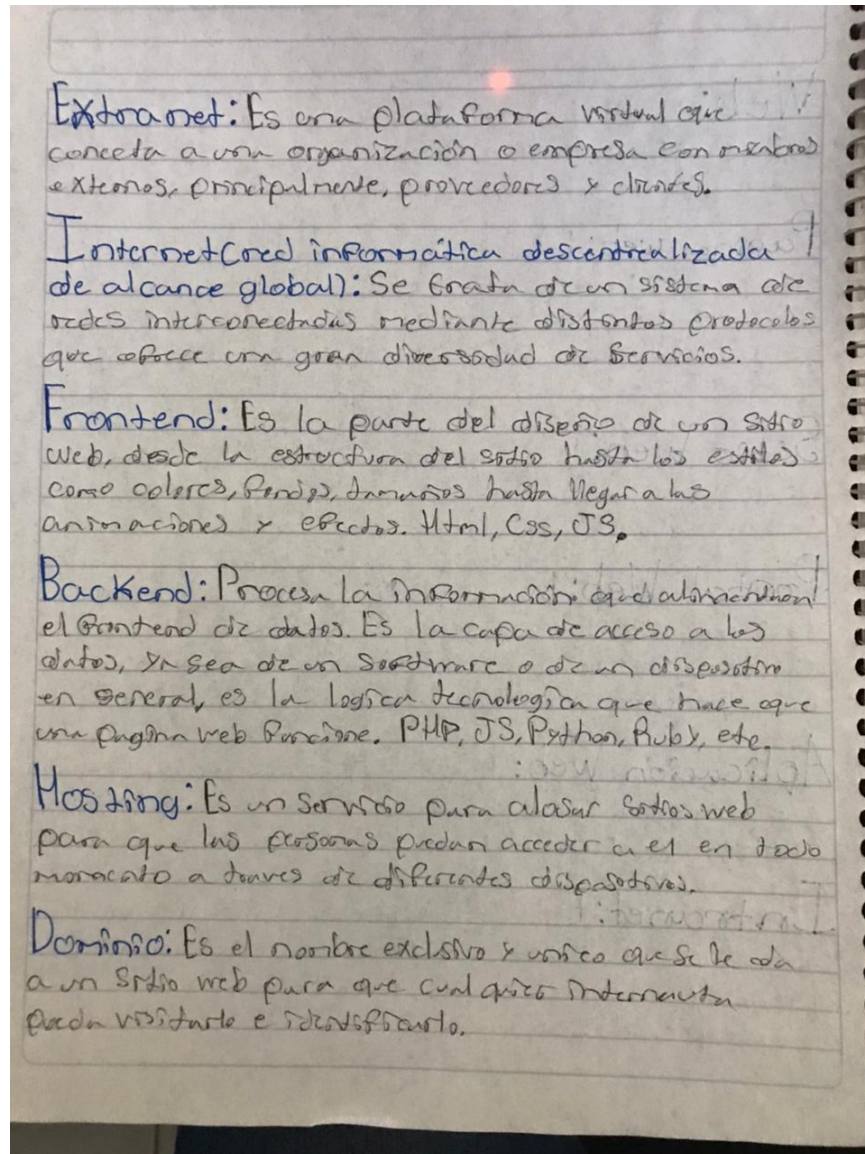 Extranet: Es una plataforma virtual que
conceta a una organización o empresa con miembros
externos, principalmente, proveedores y clientes.
Internet(red informática descentrealizada
de alcance global): Se trata de un sistema de
redes interconectadas mediante distintos protocolos
que ofrece una gran diversidad de servicios.
Frontend: Es la parte del diseño de un sitio
web, desde la estructura del sitio hasta los estilos
como colores, fondos, tamaños hasta llegar a las
animaciones y efectos. Html, Css, JS.
Backend: Procesa la información que alimentan
el frontend de datos. Es la capa de acceso a los
datos, ya sea de un software o de un dispositivo
en general, es la logica tecnologica que hace que
una pagina web funcione. PHP, JS, Python, Ruby, etc.
Hosting: Es un servicio para alojar sitios web
para que las personas puedan acceder a el en todo
momento a traves de diferentes dispositivos.
Dominio: Es el nombre exclsivo y unico que se le da
a un sitio web para que cualquier internauta
pueda visitarlo e identificarlo.